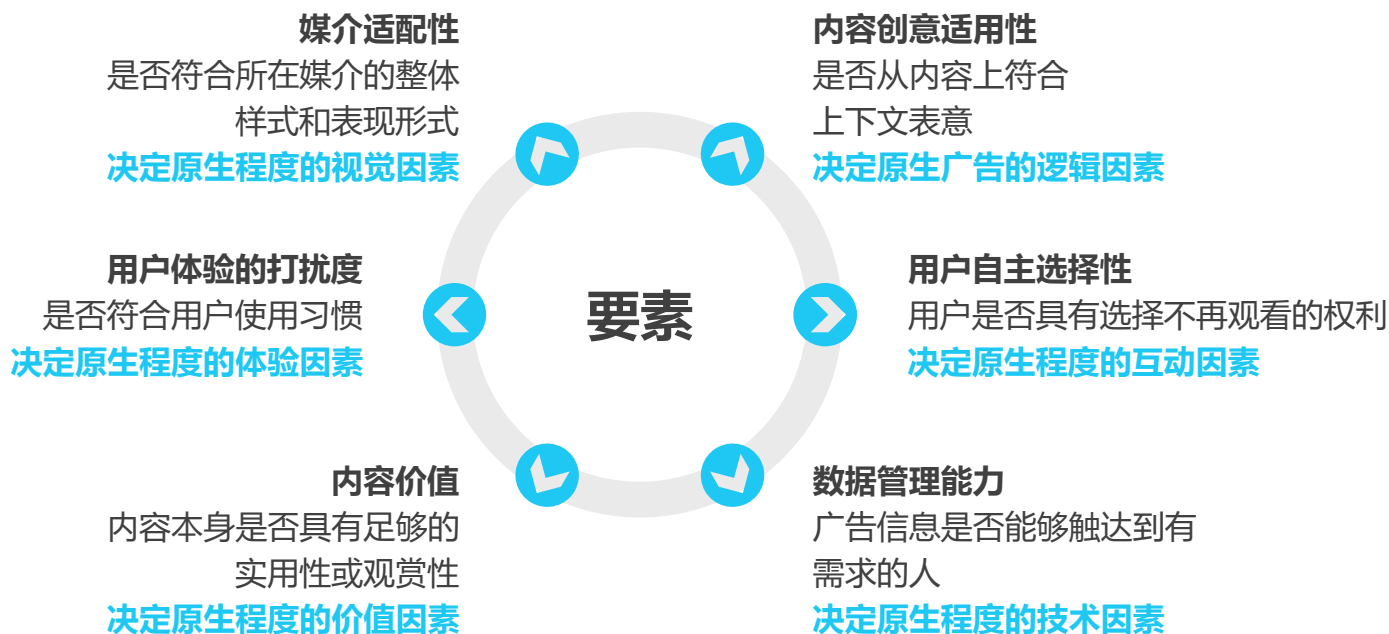 媒介适配性
是否符合所在媒介的整体
样式和表现形式
决定原生程度的视觉因素
内容创意适用性
是否从内容上符合
上下文表意
决定原生广告的逻辑因素
用户体验的打扰度
是否符合用户使用习惯
决定原生程度的体验因素
要素
用户自主选择性
用户是否具有选择不再观看的权利
决定原生程度的互动因素
内容价值
内容本身是否具有足够的
实用性或观赏性
决定原生程度的价值因素
数据管理能力
广告信息是否能够触达到有
需求的人
决定原生程度的技术因素